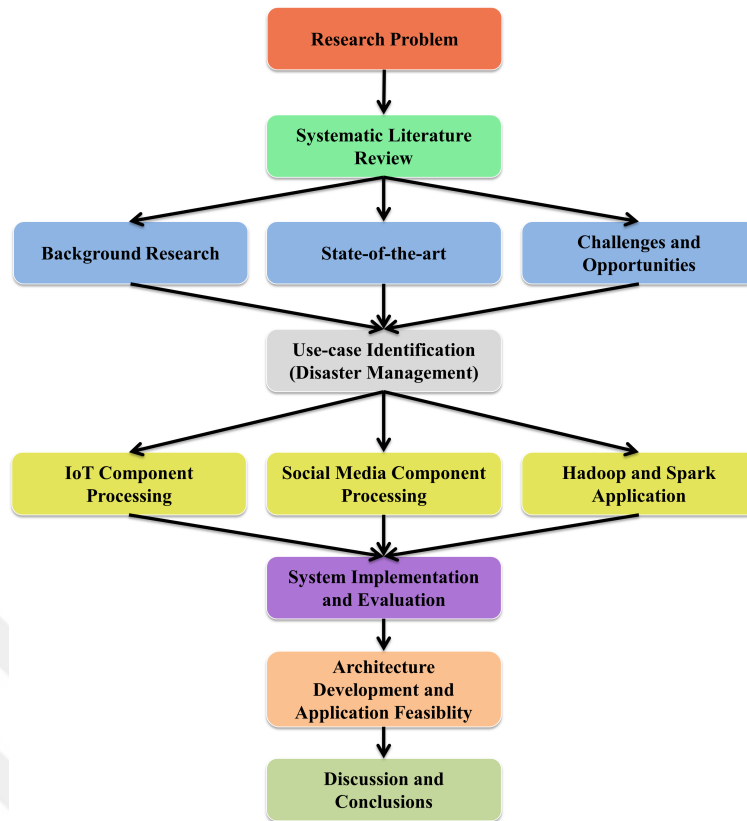 Research Problem
Systematic Literature
Review
Background Research
State-of-the-art
Challenges and
Opportunities
Use-case Identification
(Disaster Management)
IoT Component
Processing
Social Media Component
Processing
Hadoop and Spark
Application
System Implementation
and Evaluation
Architecture
Development and
Application Feasiblity
Discussion and
Conclusions